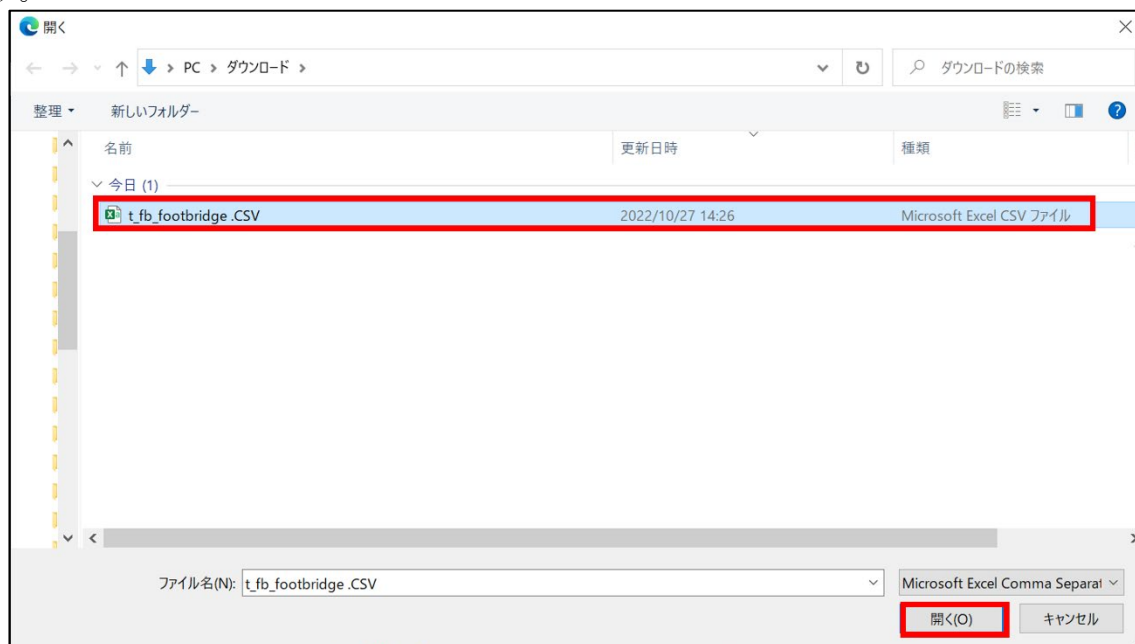 開く
PC > ダウンロード >
ダウンロードの検索
整理
新しいフォルダー
名前 更新日時 種類
今日 (1)
t_fb_footbridge .CSV 2022/10/27 14:26 Microsoft Excel CSV ファイル
ファイル名(N): t_fb_footbridge .CSV Microsoft Excel Comma Separat
開く(O) キャンセル